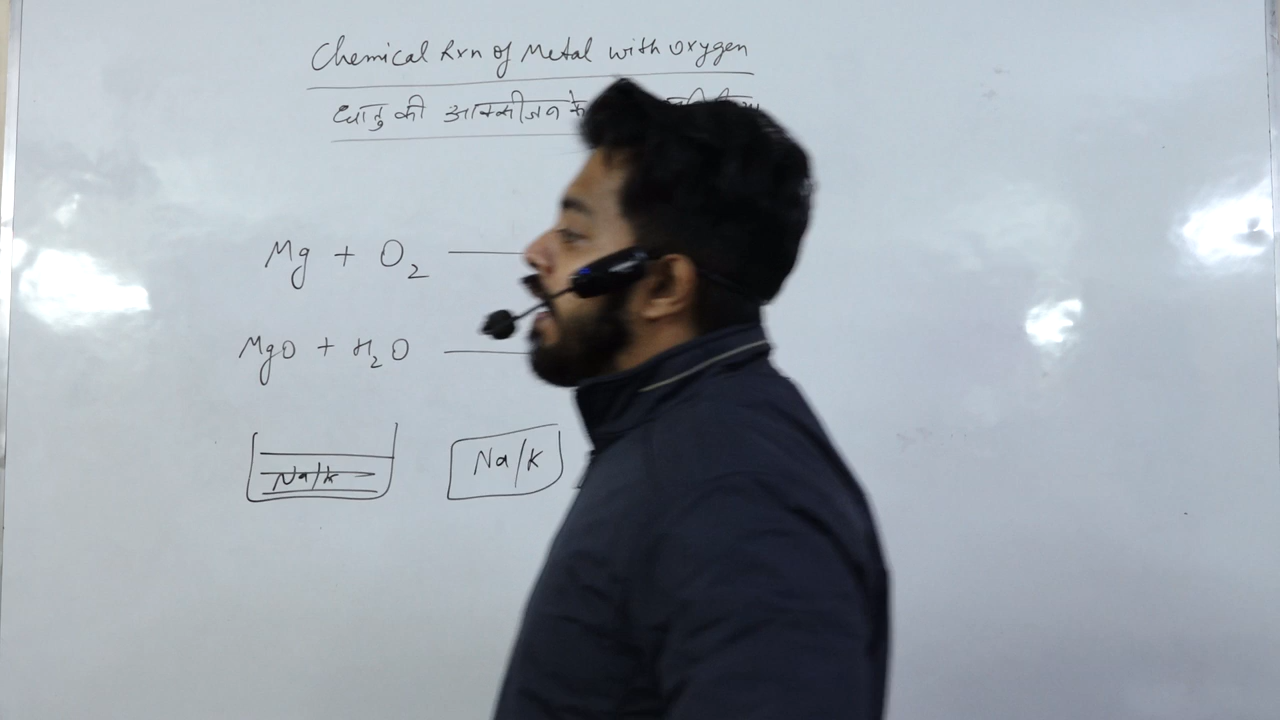 Chemical Rxn of Metal with oxygen
धातु की आक्सीजन के
Mg + O2
MgO + H2O
Na/K Na/K